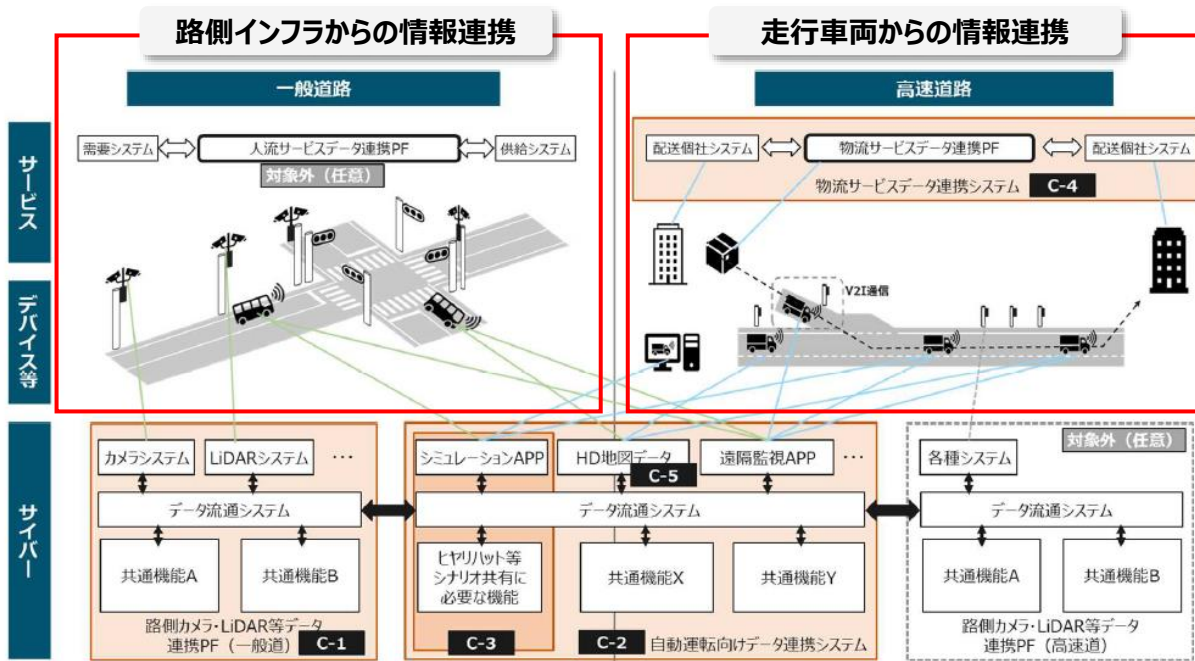 路側インフラからの情報連携
走行車両からの情報連携
一般道路
高速道路
サービス
デバイス等
サイバー
需要システム
人流サービスデータ連携PF
供給システム
対象外（任意）
配送個社システム
物流サービスデータ連携PF
配送個社システム
物流サービスデータ連携システム
C-4
V2I通信
カメラシステム
LiDARシステム
…
データ流通システム
共通機能A
共通機能B
路側カメラ・LiDAR等データ
連携PF（一般道）
C-1
シミュレーションAPP
HD地図データ
C-5
遠隔監視APP
…
データ流通システム
ヒヤリハット等
シナリオ共有に
必要な機能
共通機能X
共通機能Y
C-3
C-2
自動運転向けデータ連携システム
対象外（任意）
各種システム
データ流通システム
共通機能A
共通機能B
路側カメラ・LiDAR等データ
連携PF（高速道）